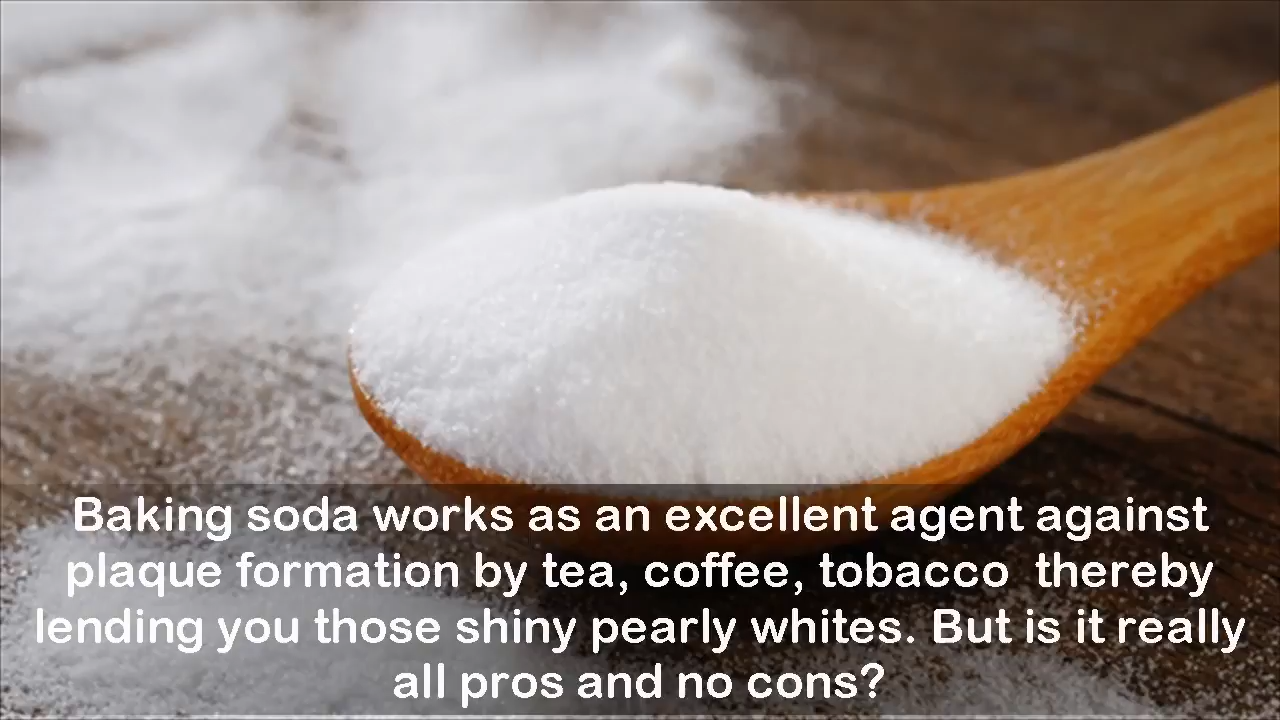 Baking soda works as an excellent agent against
plaque formation by tea, coffee, tobacco  thereby
lending you those shiny pearly whites. But is it really
all pros and no cons?